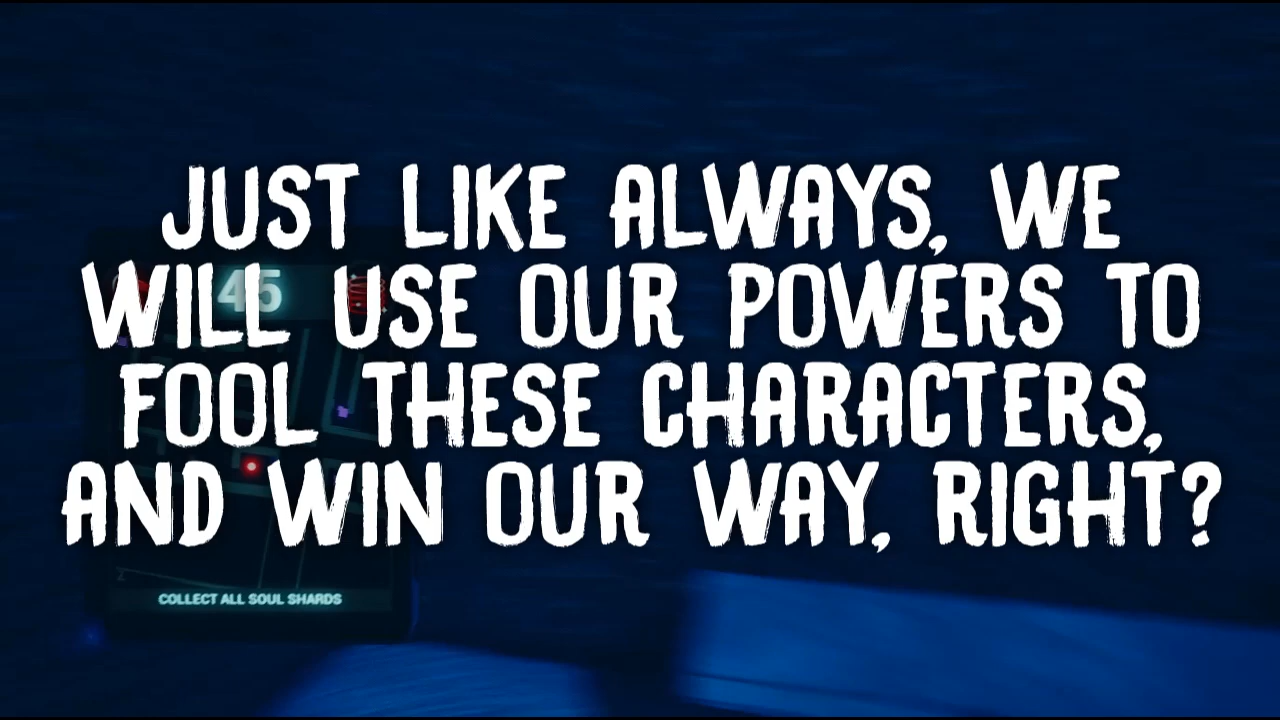 JUST LIKE ALWAYS, WE
WILL USE OUR POWERS TO
FOOL THESE CHARACTERS,
AND WIN OUR WAY, RIGHT?
45
COLLECT ALL SOUL SHARDS